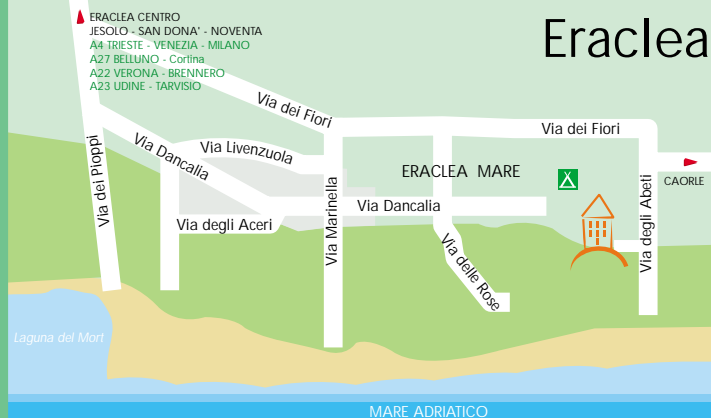 ERACLEA CENTRO
JESOLO - SAN DONA' - NOVENTA
A4 TRIESTE - VENEZIA - MILANO
A27 BELLUNO - Cortina
A22 VERONA - BRENNERO
A23 UDINE - TARVISIO
Eraclea
Via dei Fiori
Via dei Fiori
Via dei Pioppi
Via Dancalia
Via Livenzuola
ERACLEA MARE
CAORLE
Via Marinella
Via Dancalia
Via degli Abeti
Via degli Aceri
Via delle Rose
Laguna del Mort
MARE ADRIATICO